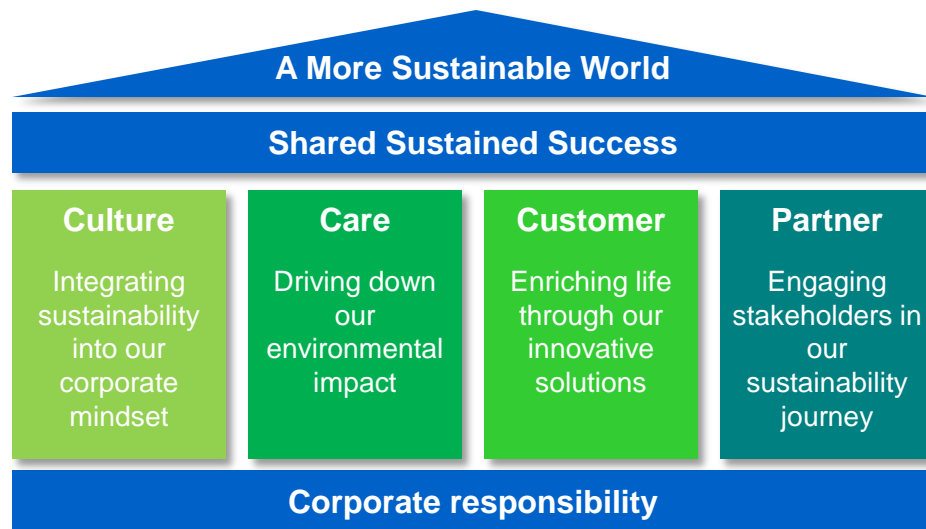 A More Sustainable World
Shared Sustained Success
Culture
Integrating
sustainability
into our
corporate
mindset
Care
Driving down
our
environmental
impact
Customer
Enriching life
through our
innovative
solutions
Partner
Engaging
stakeholders in
our
sustainability
journey
Corporate responsibility